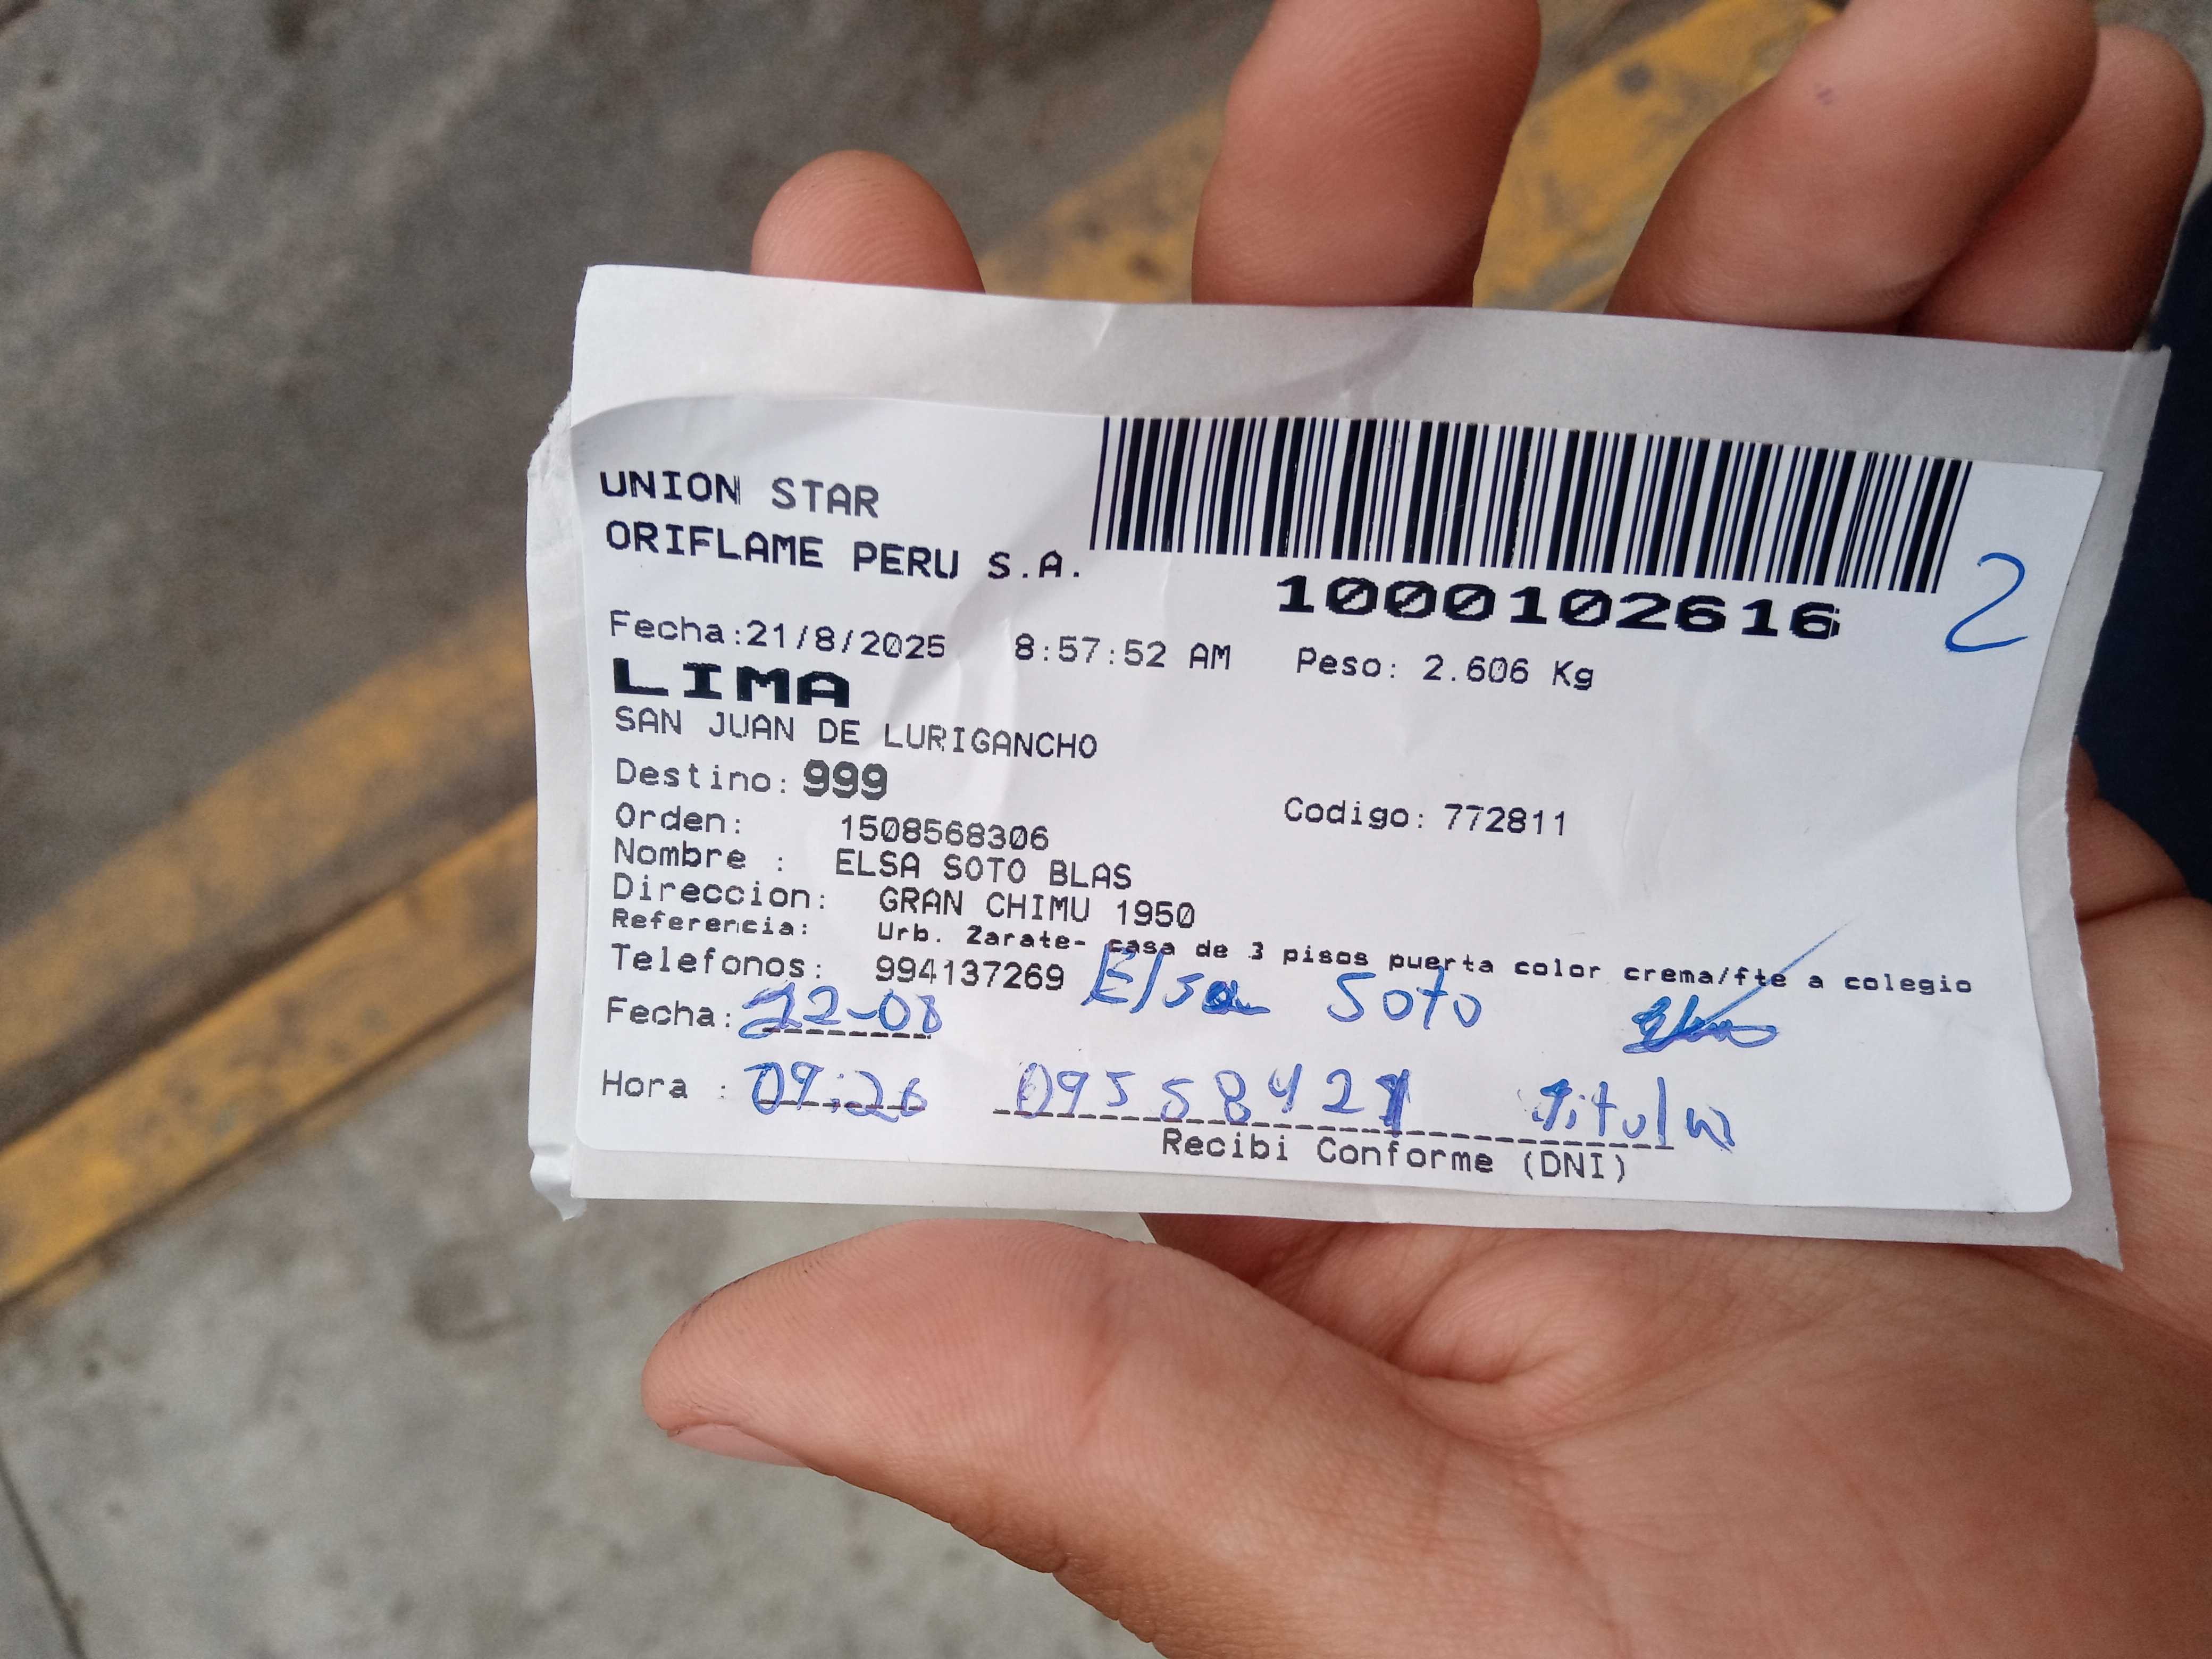 UNION STAR
ORIFLAME PERU S.A.
1000102616
2
Fecha:21/8/2025 8:57:52 AM Peso: 2.606 Kg
LIMA
SAN JUAN DE LURIGANCHO
Destino: 999
Codigo: 772811
Orden: 1508568306
Nombre : ELSA SOTO BLAS
Direccion: GRAN CHIMU 1950
Referencia: Urb. Zarate- casa de 3 pisos puerta color crema/fte a colegio
Telefonos: 994137269 Elsa Soto
Fecha: 22-08
Hora : 09:26 09558421 titular
Recibi Conforme (DNI)